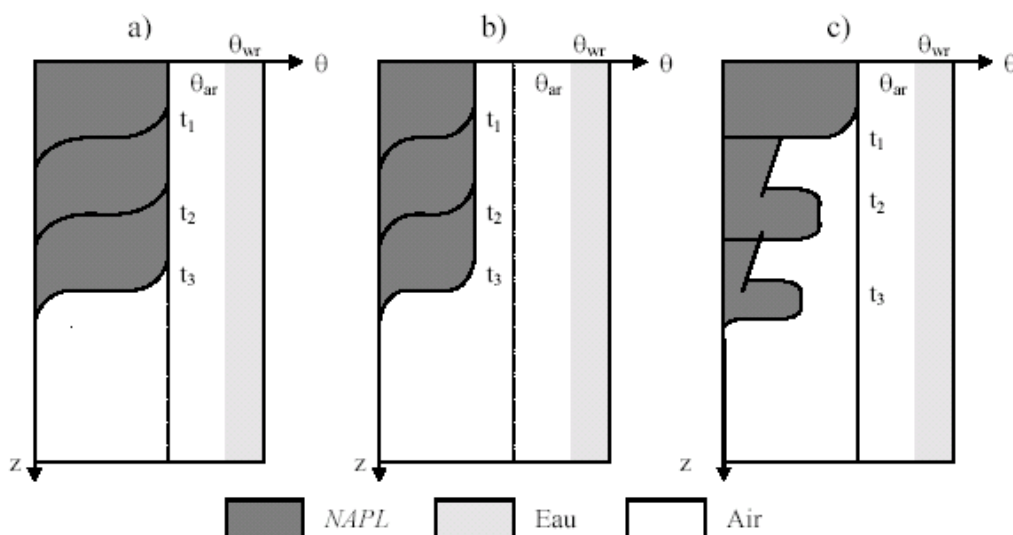 a)
θwr
θ
θar
t1
t2
t3
z
b)
θwr
θ
θar
t1
t2
t3
z
c)
θwr
θ
θar
t1
t2
t3
z
NAPL
Eau
Air